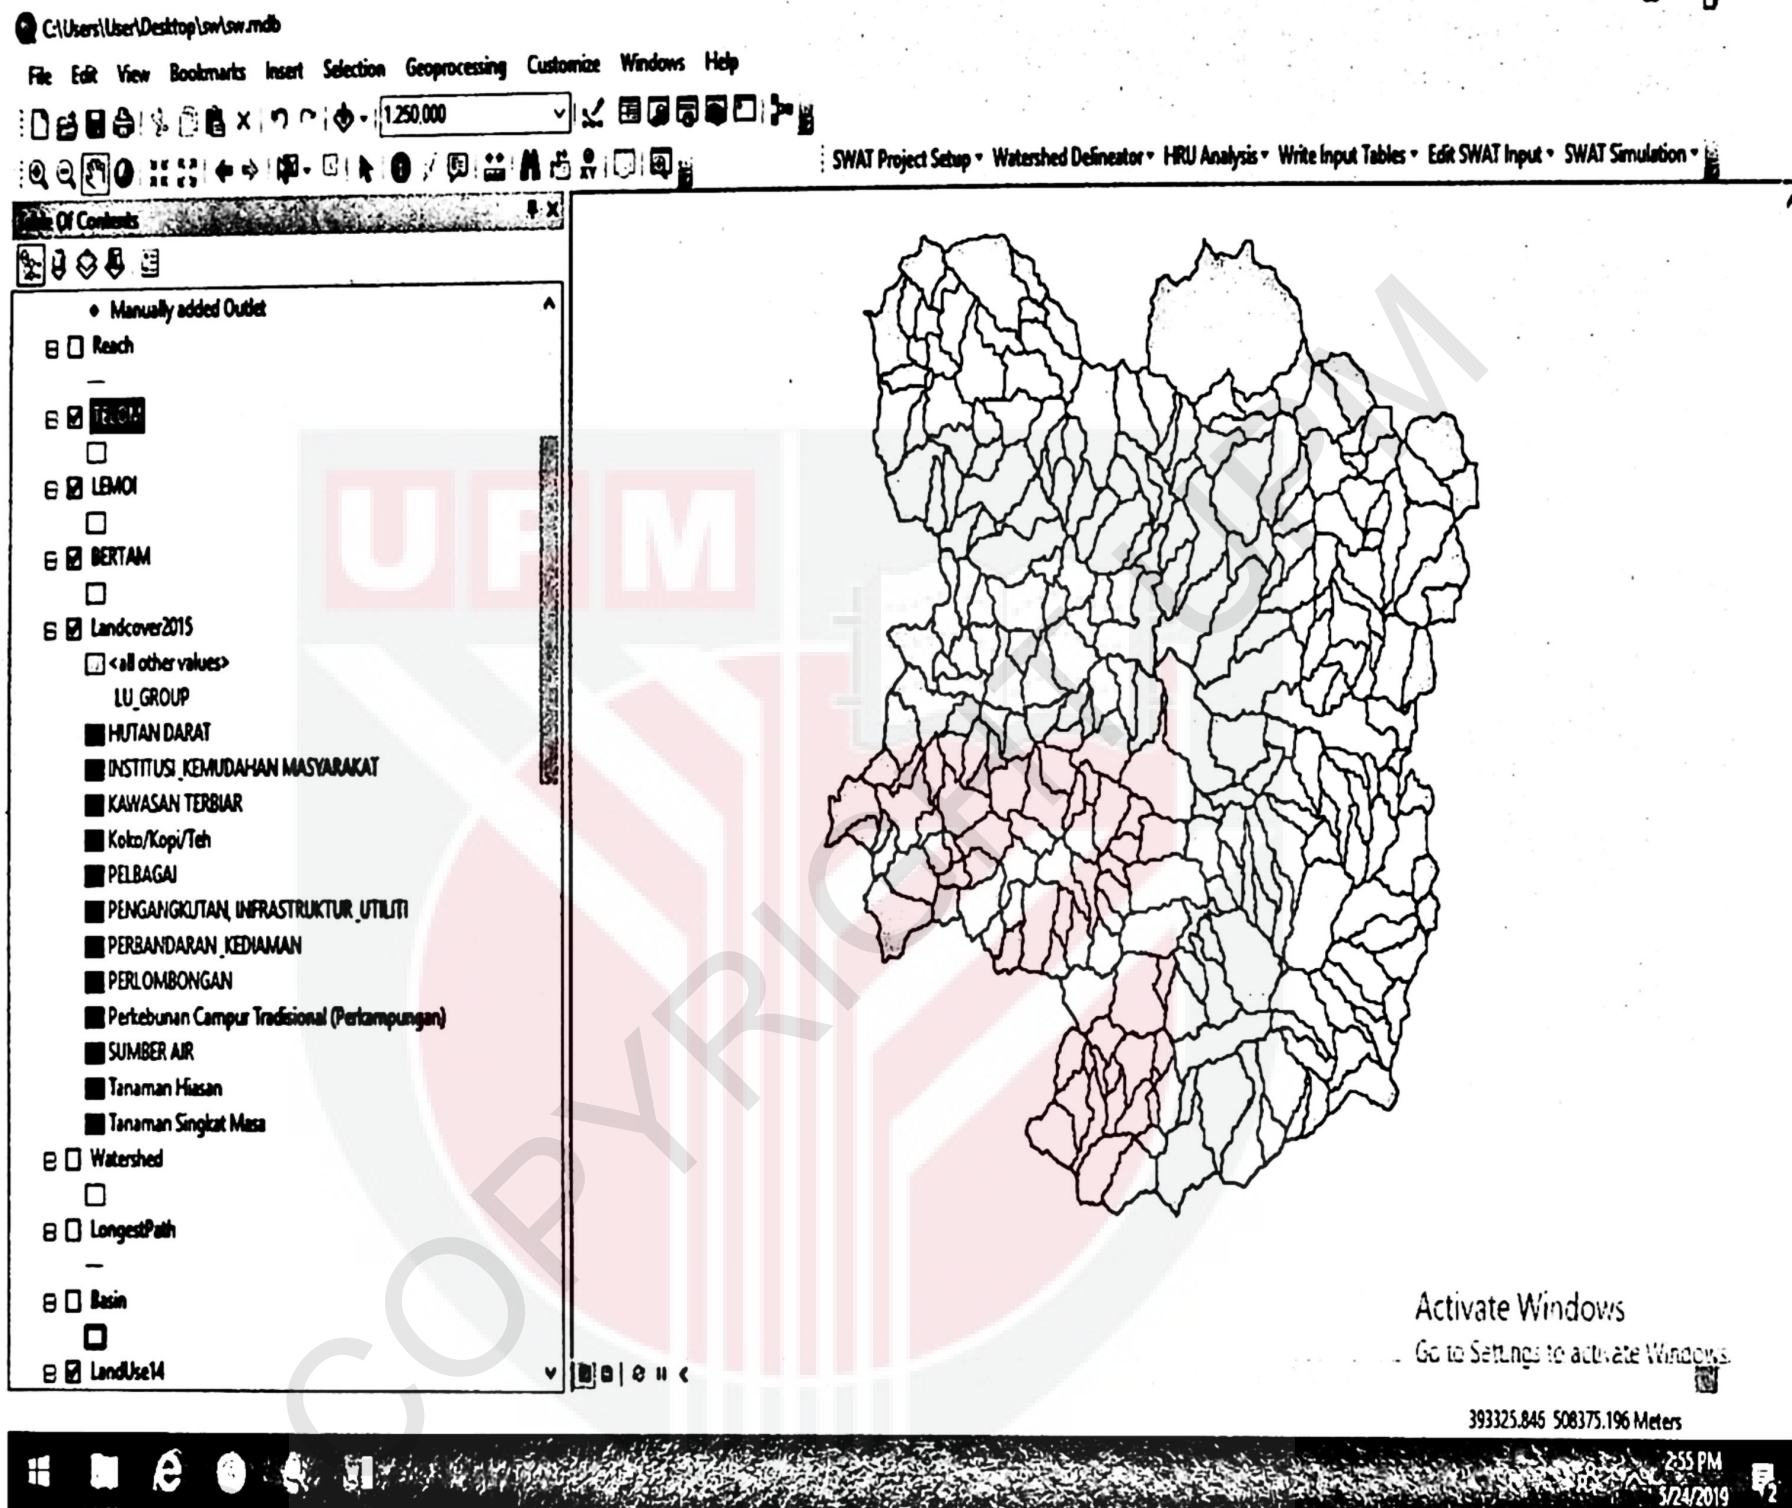 C:\Users\User\Desktop\sw\sw.mdb
File Edit View Bookmarks Insert Selection Geoprocessing Customize Windows Help
1:250,000
SWAT Project Setup Watershed Delineator HRU Analysis Write Input Tables Edit SWAT Input SWAT Simulation
Table Of Contents
Manually added Outlet
Reach
TELOM
LEMOI
BERTAM
Landcover2015
<all other values>
LU_GROUP
HUTAN DARAT
INSTITUSI_KEMUDAHAN MASYARAKAT
KAWASAN TERBIAR
Koko/Kopi/Teh
PELBAGAI
PENGANGKUTAN, INFRASTRUKTUR_UTILITI
PERBANDARAN_KEDIAMAN
PERLOMBONGAN
Perkebunan Campur Tradisional (Perkampungan)
SUMBER AIR
Tanaman Hiasan
Tanaman Singkat Masa
Watershed
LongestPath
Basin
LandUse14
UPM
COPYRIGHT UPM
Activate Windows
Go to Settings to activate Windows.
393325.846 508375.196 Meters
2:55 PM
5/24/2019
2